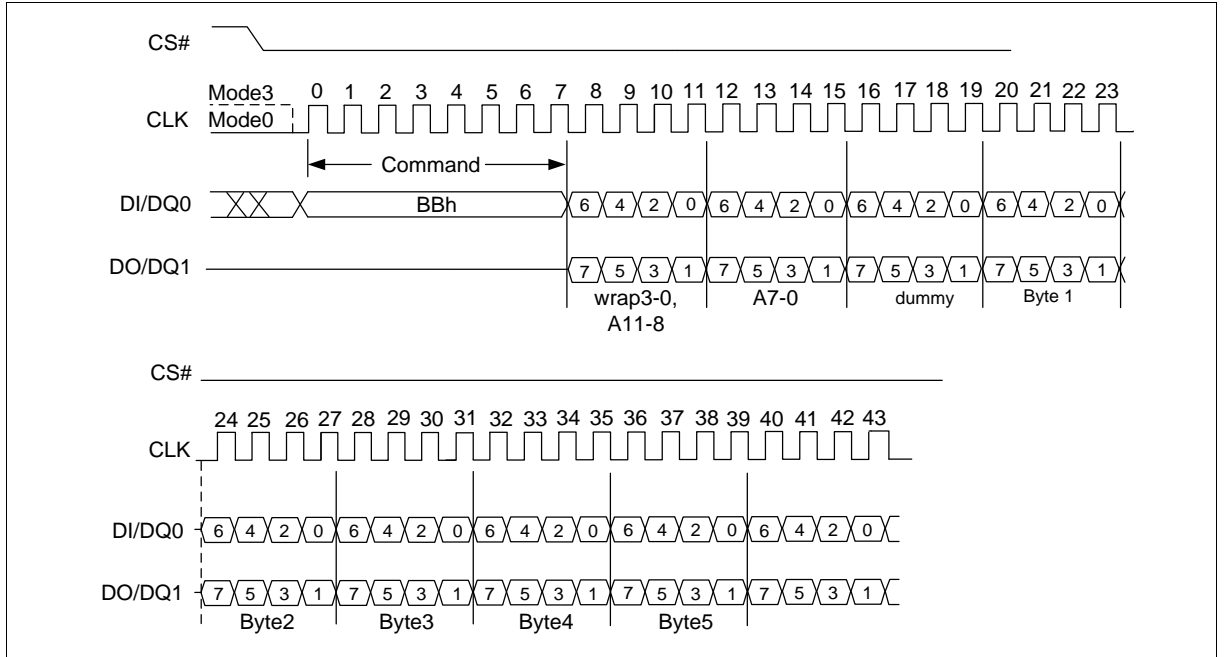 CS#
Mode3 0 1 2 3 4 5 6 7 8 9 10 11 12 13 14 15 16 17 18 19 20 21 22 23
CLK Mode0
Command
DI/DQ0 BBh 6 4 2 0 6 4 2 0 6 4 2 0 6 4 2 0
DO/DQ1 7 5 3 1 7 5 3 1 7 5 3 1 7 5 3 1
wrap3-0, A7-0 dummy Byte 1
A11-8
CS#
24 25 26 27 28 29 30 31 32 33 34 35 36 37 38 39 40 41 42 43
CLK
DI/DQ0 6 4 2 0 6 4 2 0 6 4 2 0 6 4 2 0 6 4 2 0
DO/DQ1 7 5 3 1 7 5 3 1 7 5 3 1 7 5 3 1 7 5 3 1
Byte2 Byte3 Byte4 Byte5